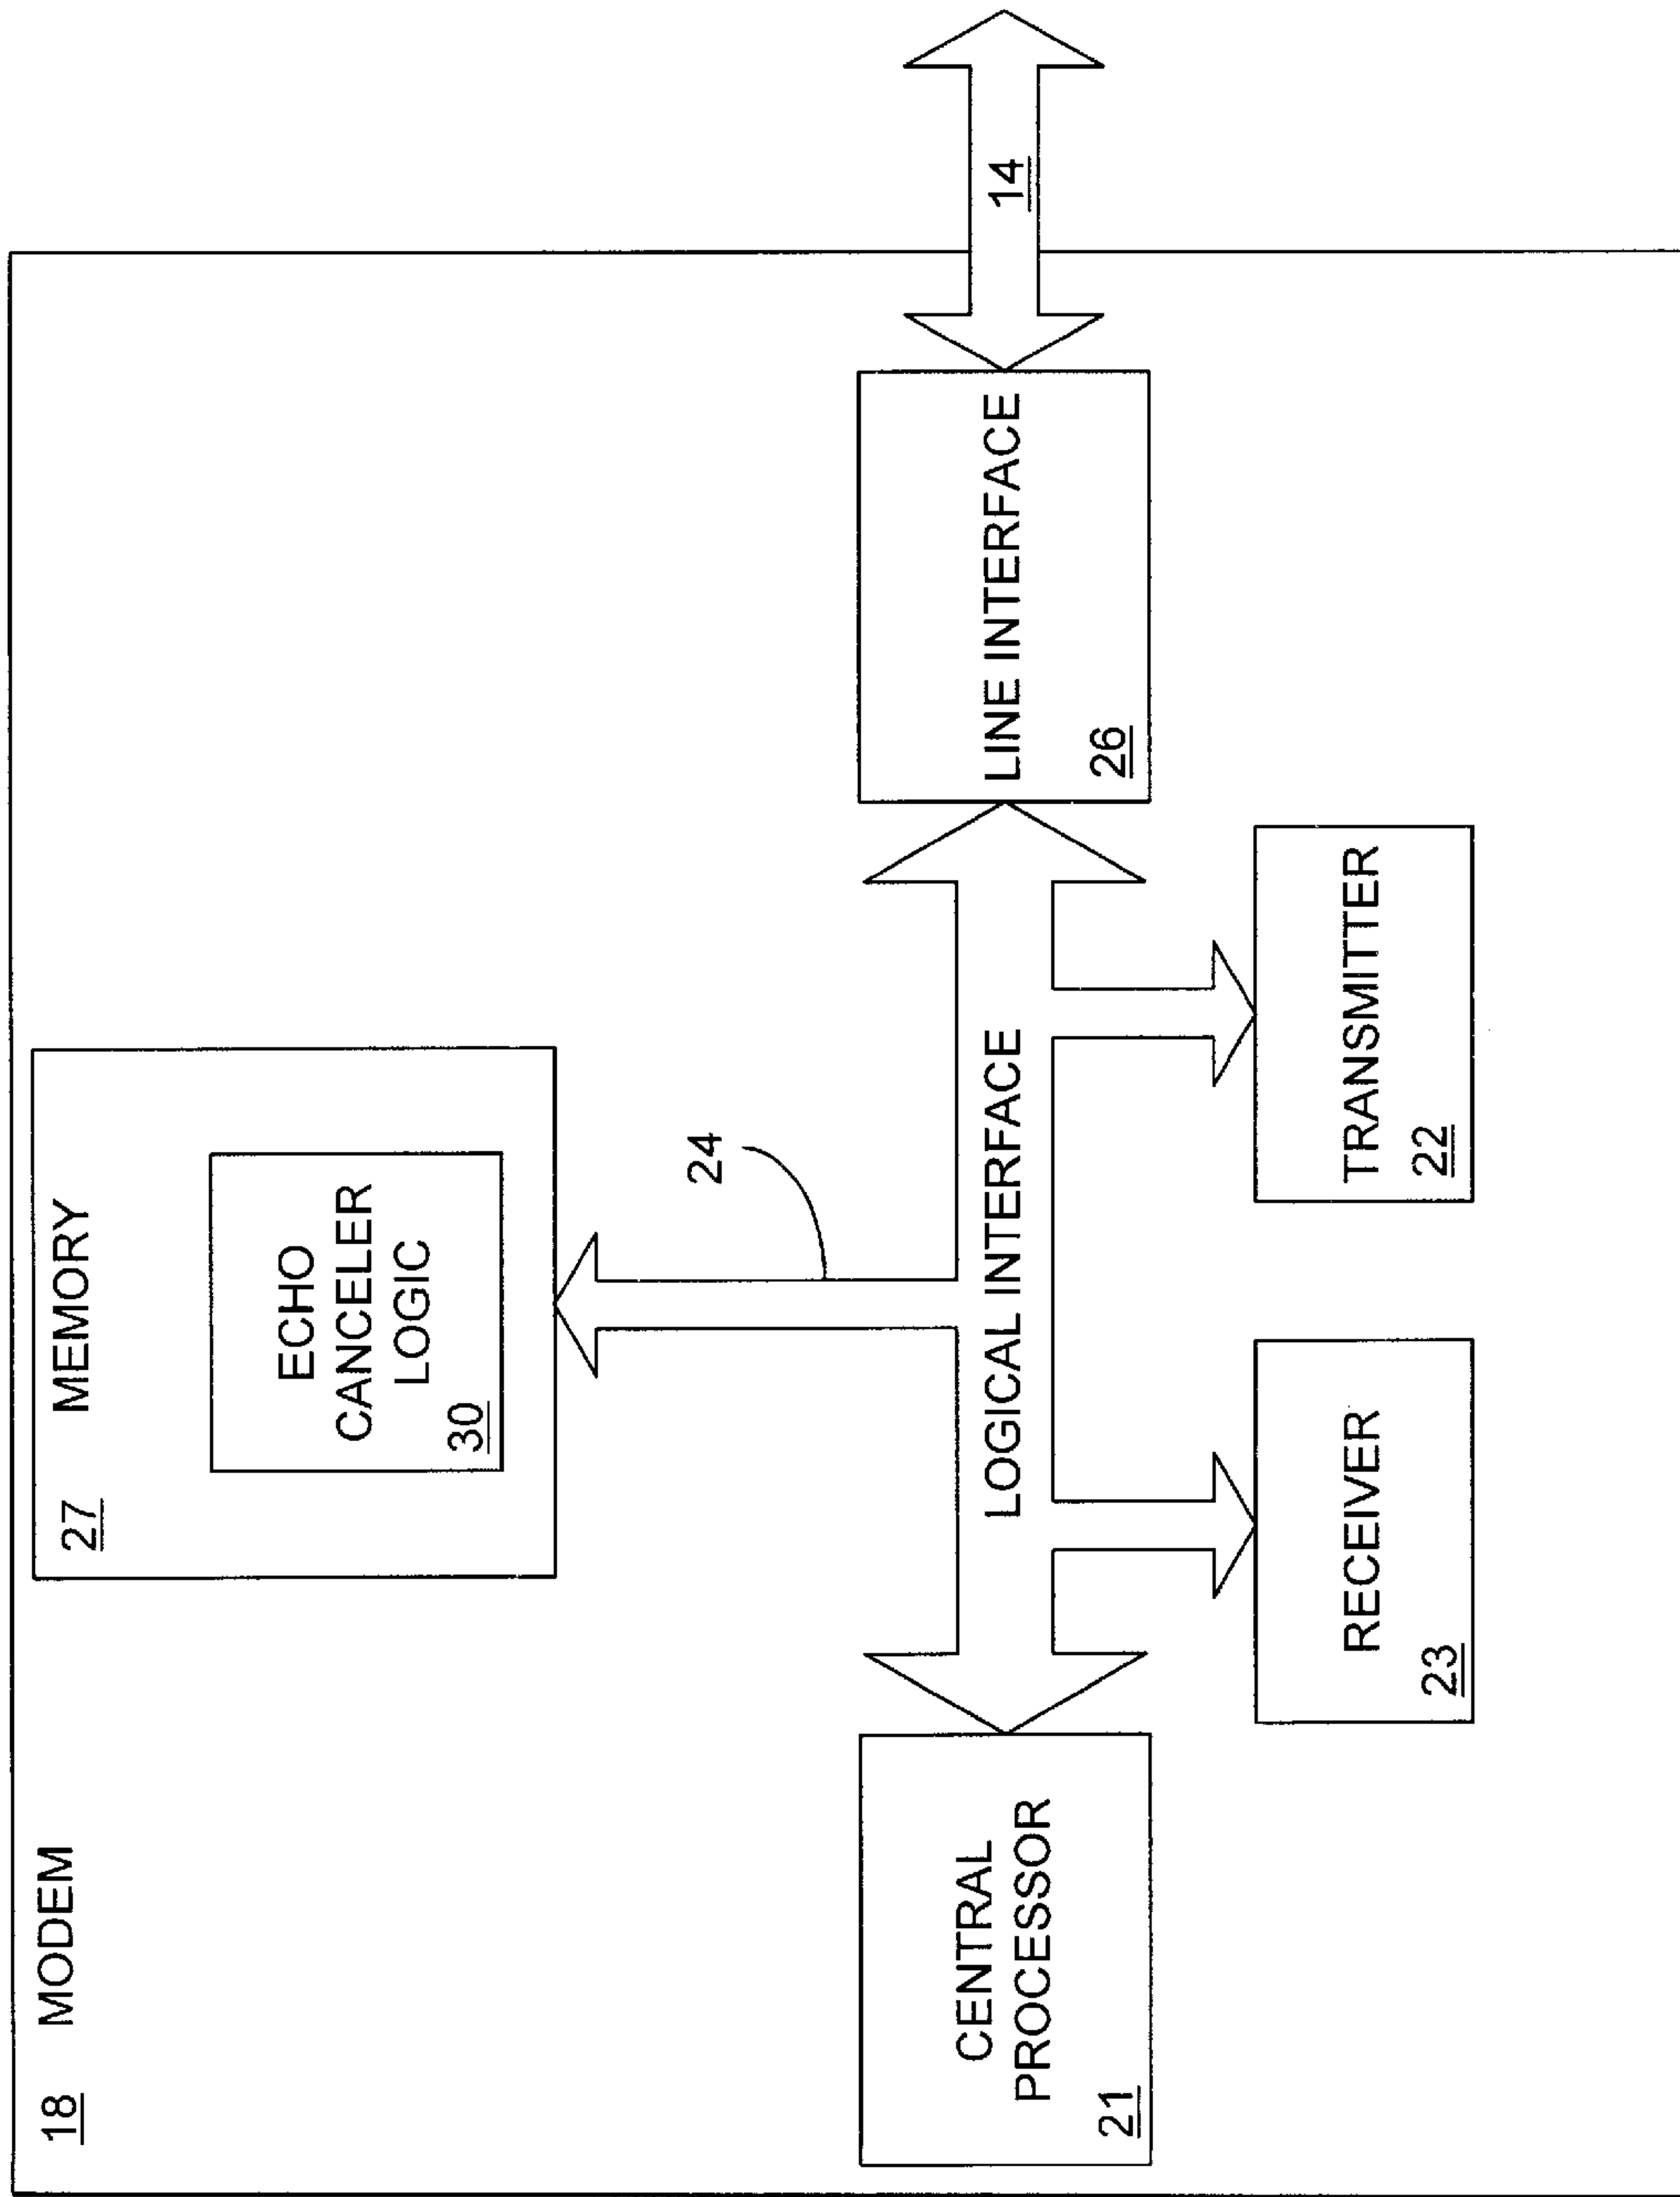 18 MODEM
27 MEMORY
ECHO
CANCELER
LOGIC
30
24
CENTRAL
PROCESSOR
21
LOGICAL INTERFACE
LINE INTERFACE
26
14
RECEIVER
23
TRANSMITTER
22